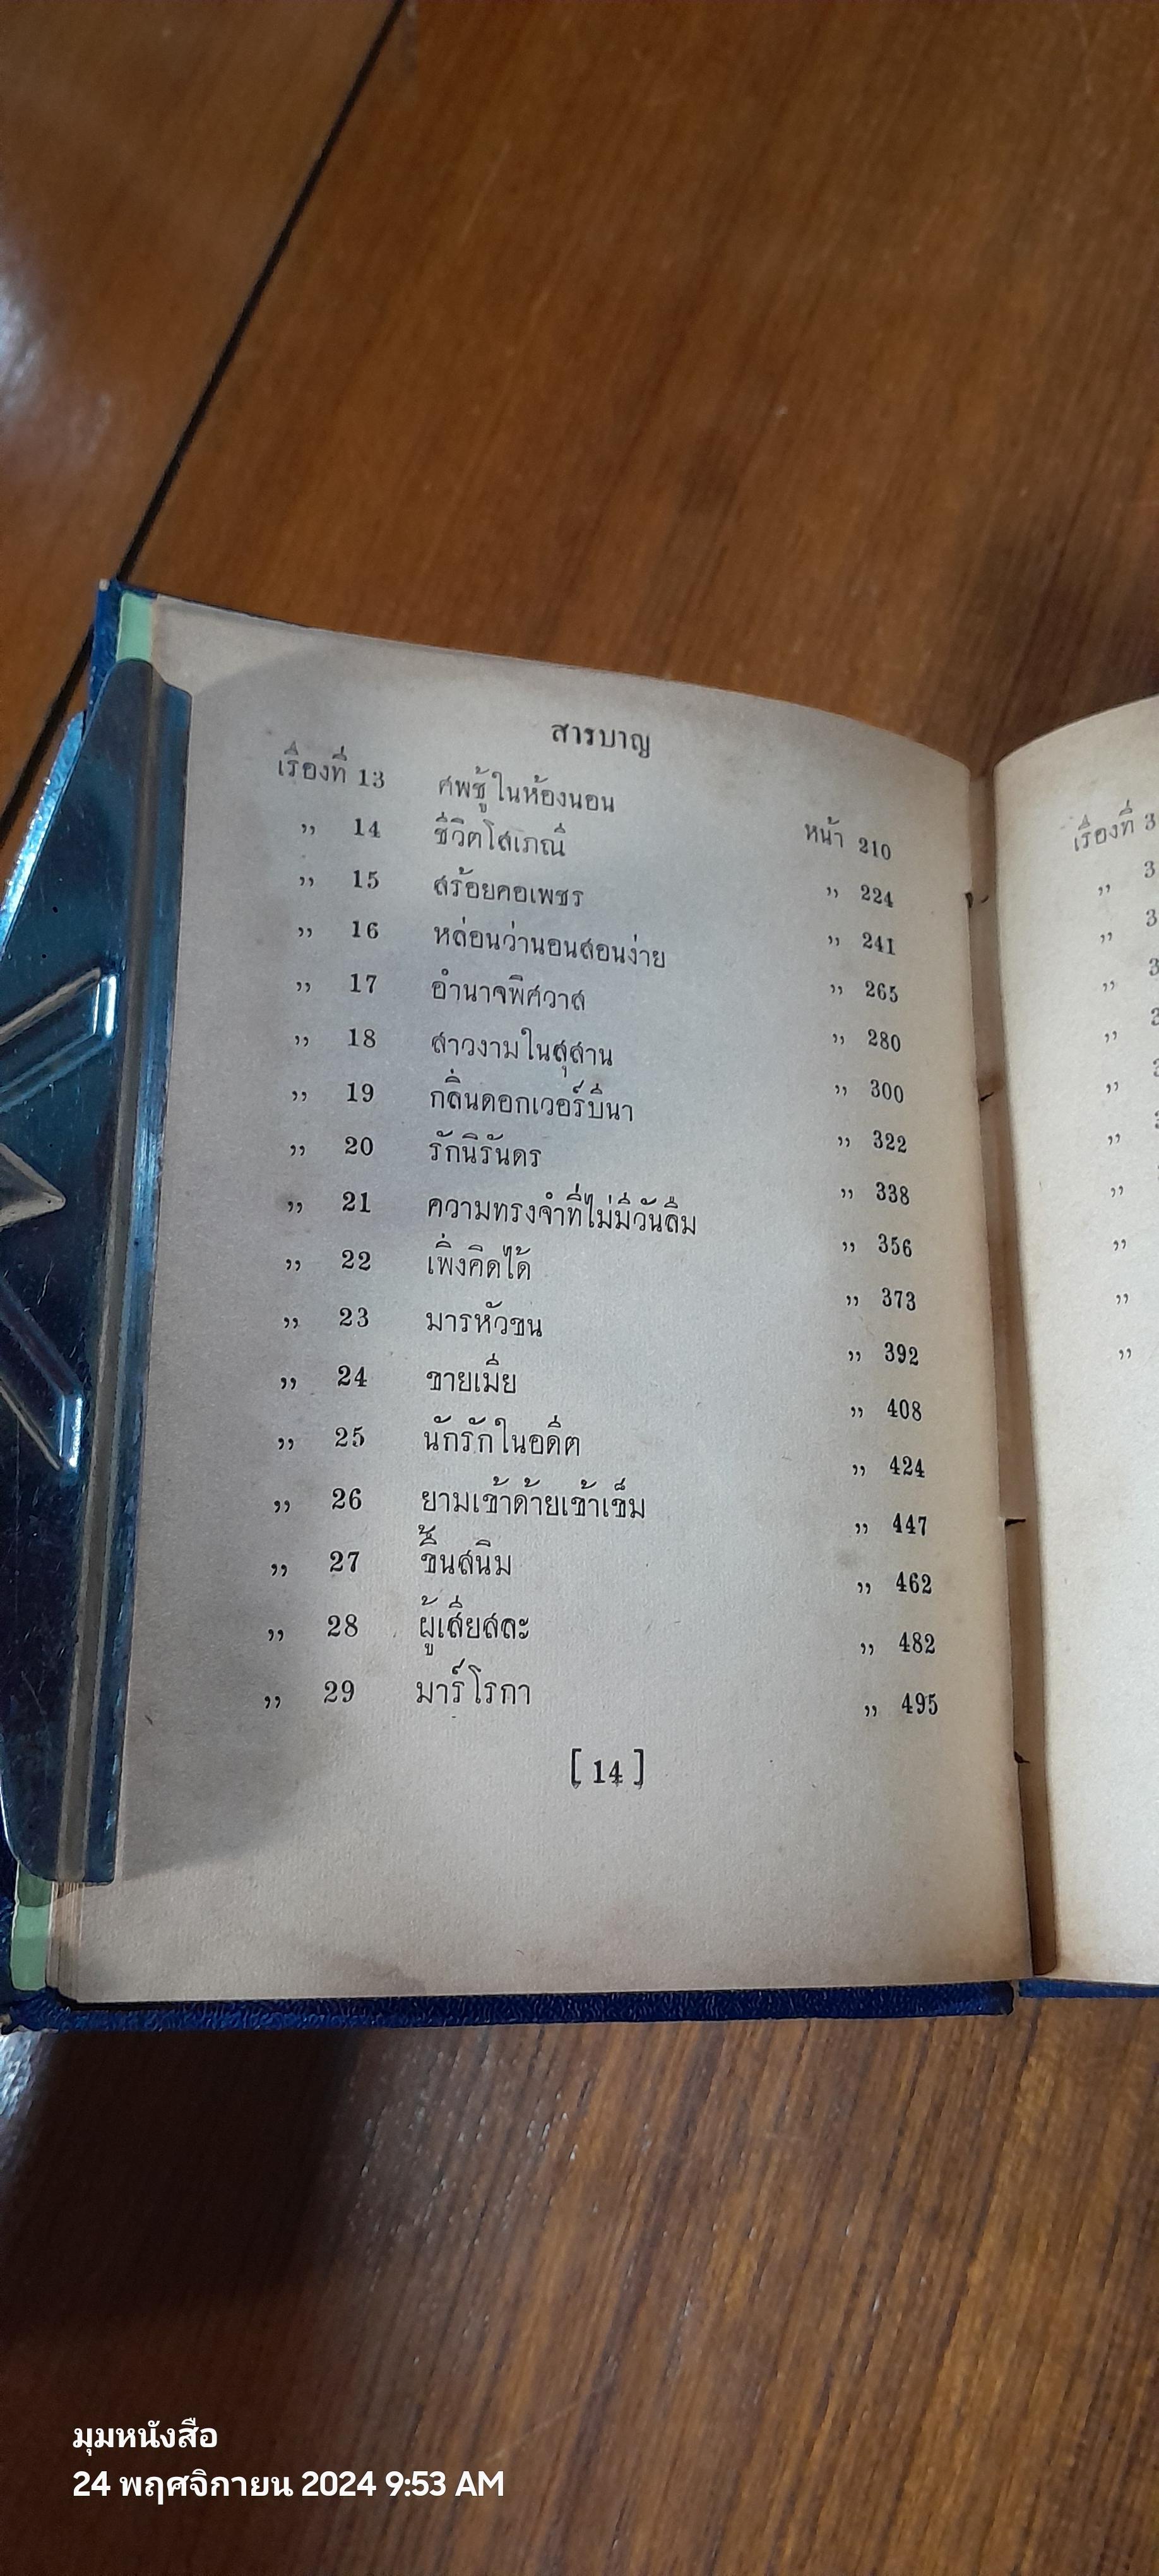 สารบาญ
เรื่องที่ 13 ศพชู้ในห้องนอน หน้า 210
” 14 ชีวิตโสเภณี ” 224
” 15 สร้อยคอเพชร ” 241
” 16 หล่อนว่านอนสอนง่าย ” 265
” 17 อำนาจพิศวาส ” 280
” 18 สาวงามในสุสาน ” 300
” 19 กลิ่นดอกเวอร์บีนา ” 322
” 20 รักนิรันดร ” 338
” 21 ความทรงจำที่ไม่มีวันลืม ” 356
” 22 เพิ่งคิดได้ ” 373
” 23 มารหัวขน ” 392
” 24 ขายเมีย ” 408
” 25 นักรักในอดีต ” 424
” 26 ยามเข้าด้ายเข้าเข็ม ” 447
” 27 ขี้นสนิม ” 462
” 28 ผู้เสียสละ ” 482
” 29 มาร์โรกา ” 495
[ 14 ]
เรื่องที่ 3
” 3
” 3
” 3
”
”
”
”
”
”
”
มุมหนังสือ
24 พฤศจิกายน 2024 9:53 AM